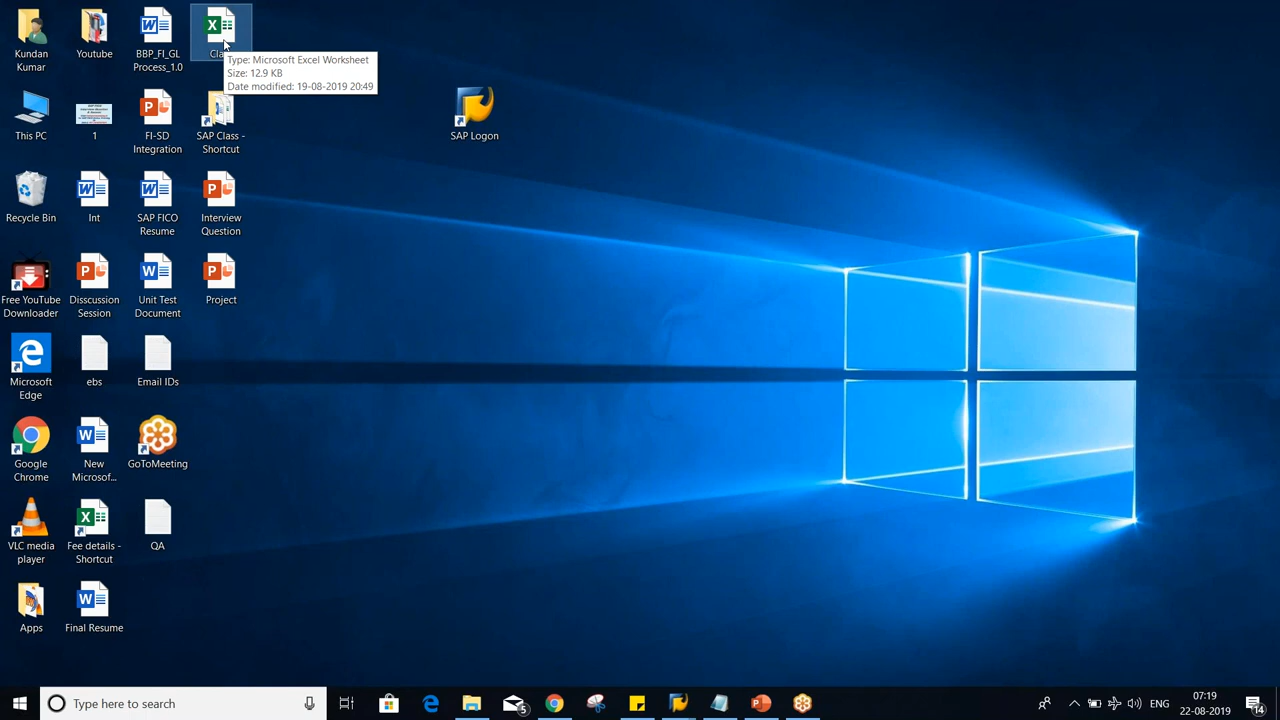 Kundan
Kumar
Youtube
BBP_FI_GL
Process_1.0
Type: Microsoft Excel Worksheet
Size: 12.9 KB
Date modified: 19-08-2019 20:49
This PC
1
FI-SD
Integration
SAP Class -
Shortcut
SAP Logon
Recycle Bin
Int
SAP FICO
Resume
Interview
Question
Free YouTube
Downloader
Disscussion
Session
Unit Test
Document
Project
Microsoft
Edge
ebs
Email IDs
Google
Chrome
New
Microsof...
GoToMeeting
VLC media
player
Fee details -
Shortcut
QA
Apps
Final Resume
Type here to search
5
ENG
07:19
22-08-2019
14